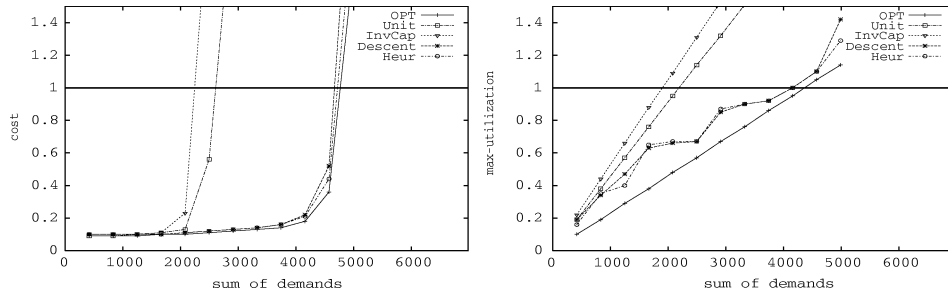 1.4
1.2
1
0.8
0.6
0.4
0.2
0
cost
0 1000 2000 3000 4000 5000 6000
sum of demands
OPT
Unit
InvCap
Descent
Heur
1.4
1.2
1
0.8
0.6
0.4
0.2
0
max-utilization
0 1000 2000 3000 4000 5000 6000
sum of demands
OPT
Unit
InvCap
Descent
Heur